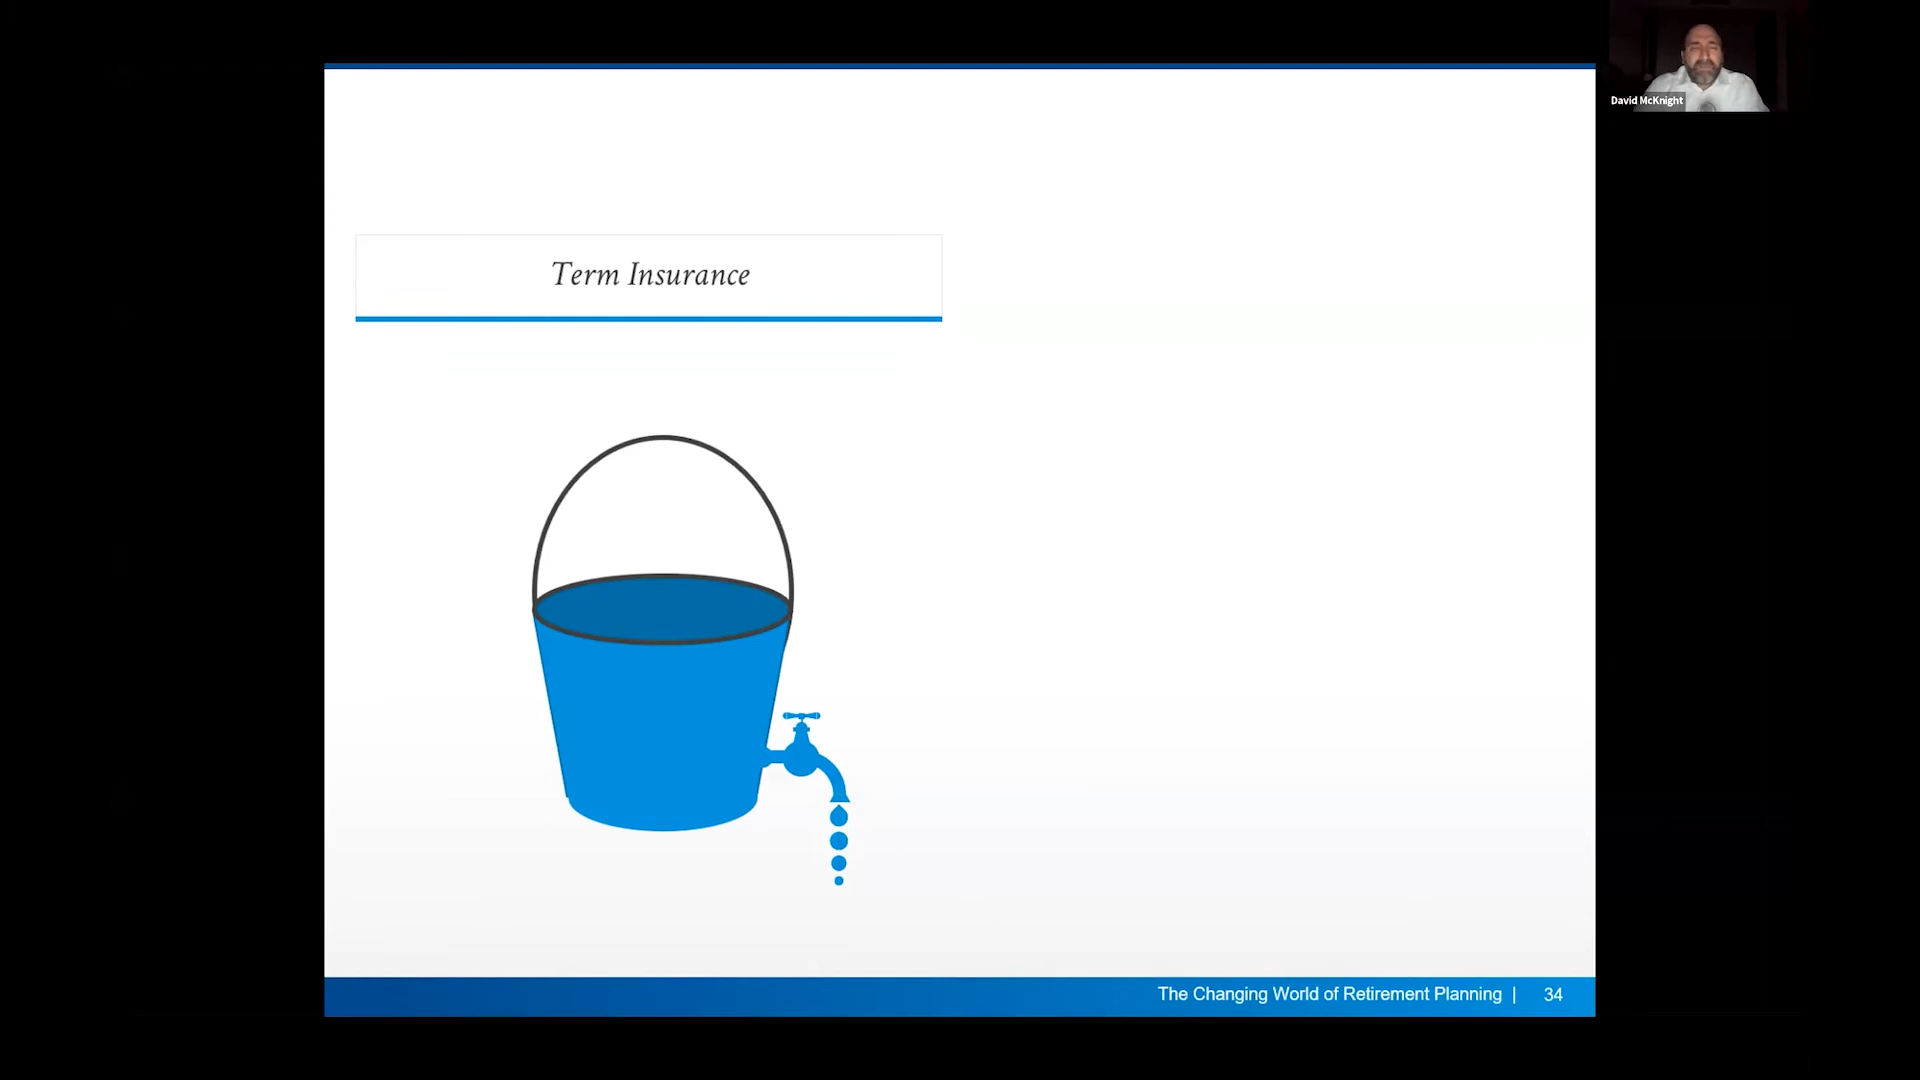 David McKnight
Term Insurance
The Changing World of Retirement Planning | 34